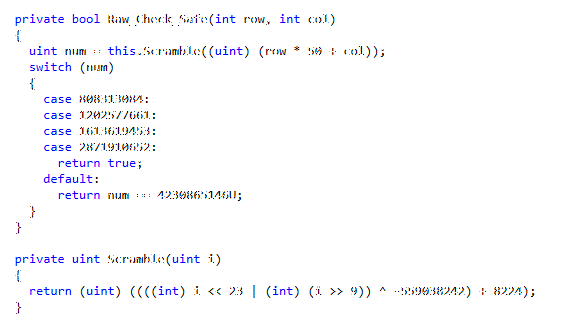 private bool Raw_Check_Safe(int row, int col)
{
uint num = this.Scramble((uint) (row * 50 + col));
switch (num)
{
case 808313084:
case 1202577661:
case 1613619453:
case 2871910652:
return true;
default:
return num == 4230865146U;
}
}
private uint Scramble(uint i)
{
return (uint) ((((int) i << 23 | (int) (i >> 9)) ^ -559038242) + 8224);
}